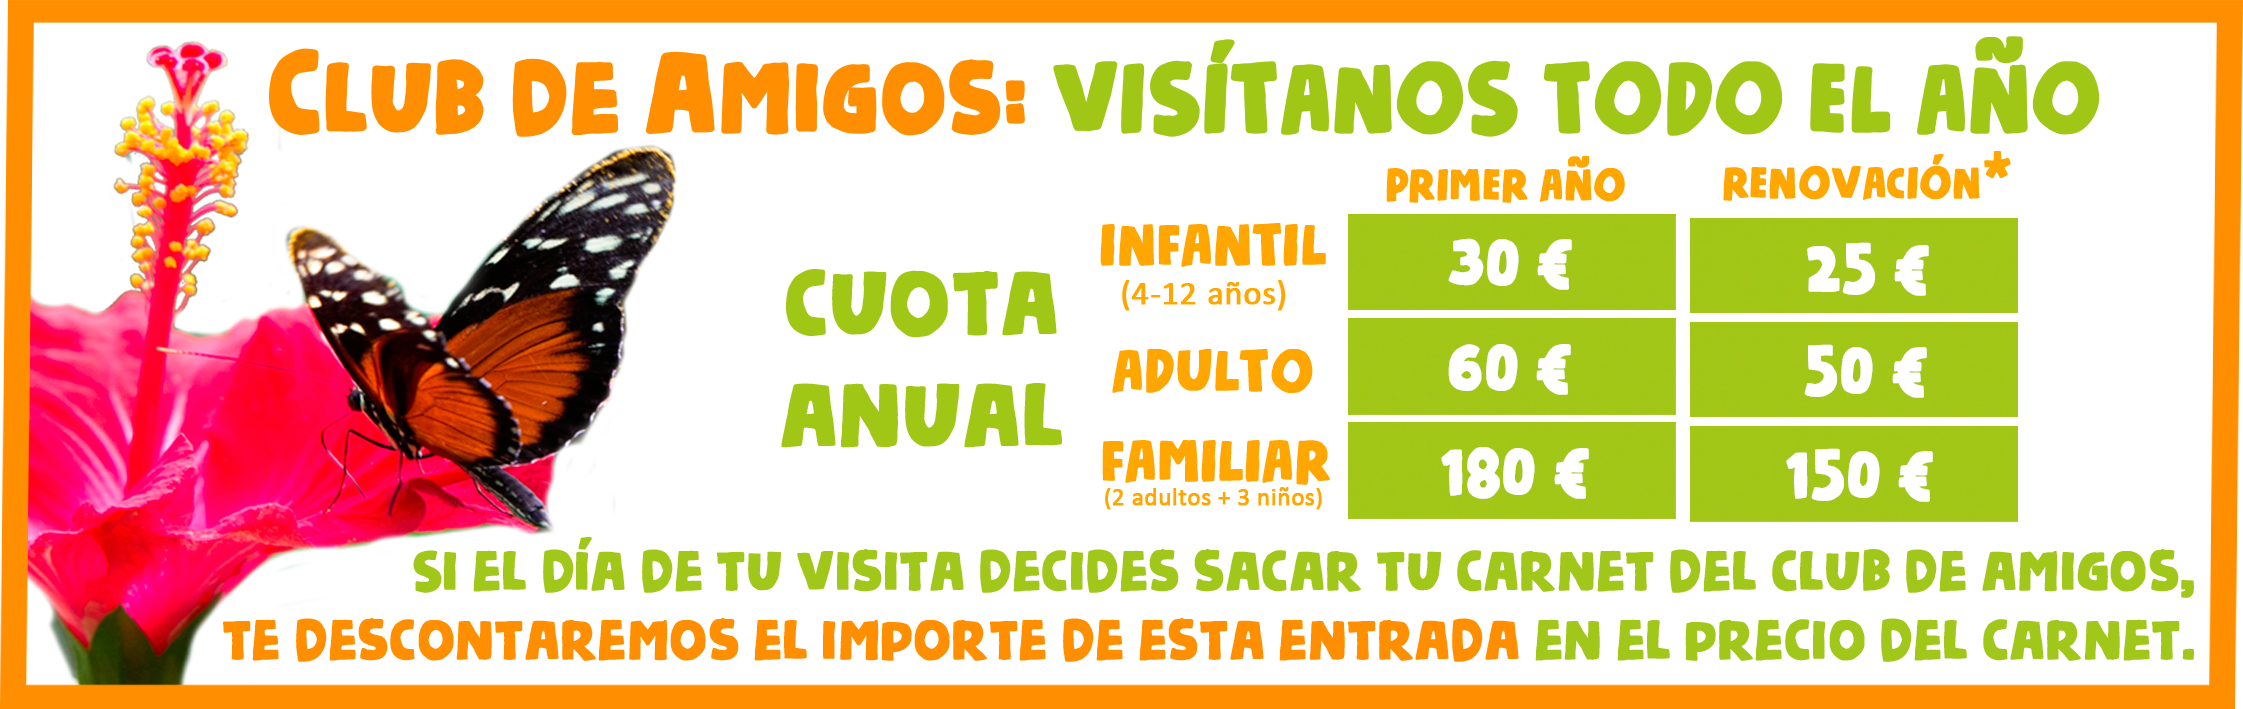 CLUB DE AMIGOS: VISÍTANOS TODO EL AÑO
PRIMER AÑO RENOVACIÓN*
INFANTIL 30 € 25 €
(4-12 años)
CUOTA
ANUAL
ADULTO 60 € 50 €
FAMILIAR 180 € 150 €
(2 adultos + 3 niños)
SI EL DÍA DE TU VISITA DECIDES SACAR TU CARNET DEL CLUB DE AMIGOS,
TE DESCONTAREMOS EL IMPORTE DE ESTA ENTRADA EN EL PRECIO DEL CARNET.